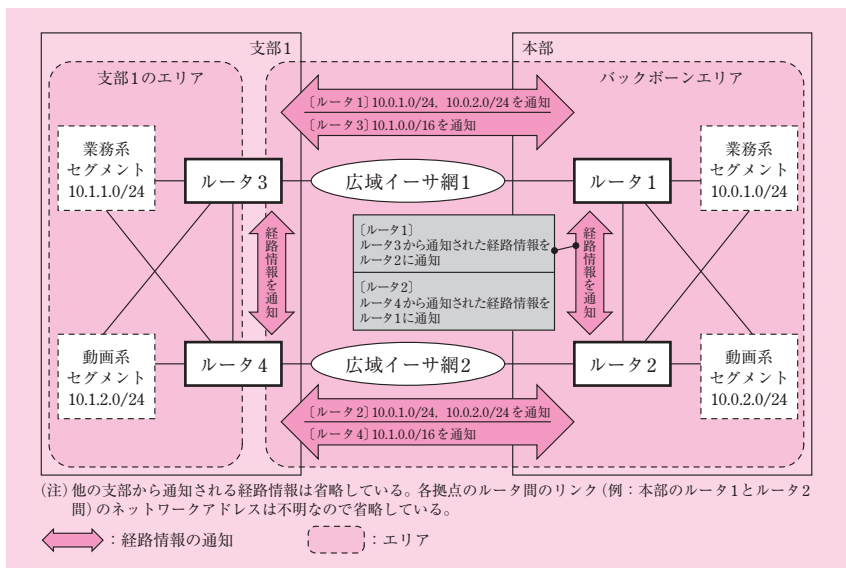 支部1
本部
支部1のエリア
バックボーンエリア
〔ルータ1〕10.0.1.0/24, 10.0.2.0/24を通知
〔ルータ3〕10.1.0.0/16を通知
業務系
セグメント
10.1.1.0/24
ルータ3
広域イーサ網1
ルータ1
業務系
セグメント
10.0.1.0/24
経路情報を通知
〔ルータ1〕
ルータ3から通知された経路情報を
ルータ2に通知
〔ルータ2〕
ルータ4から通知された経路情報を
ルータ1に通知
経路情報を通知
動画系
セグメント
10.1.2.0/24
ルータ4
広域イーサ網2
ルータ2
動画系
セグメント
10.0.2.0/24
〔ルータ2〕10.0.1.0/24, 10.0.2.0/24を通知
〔ルータ4〕10.1.0.0/16を通知
(注) 他の支部から通知される経路情報は省略している。各拠点のルータ間のリンク(例:本部のルータ1とルータ2
間)のネットワークアドレスは不明なので省略している。
:経路情報の通知
:エリア